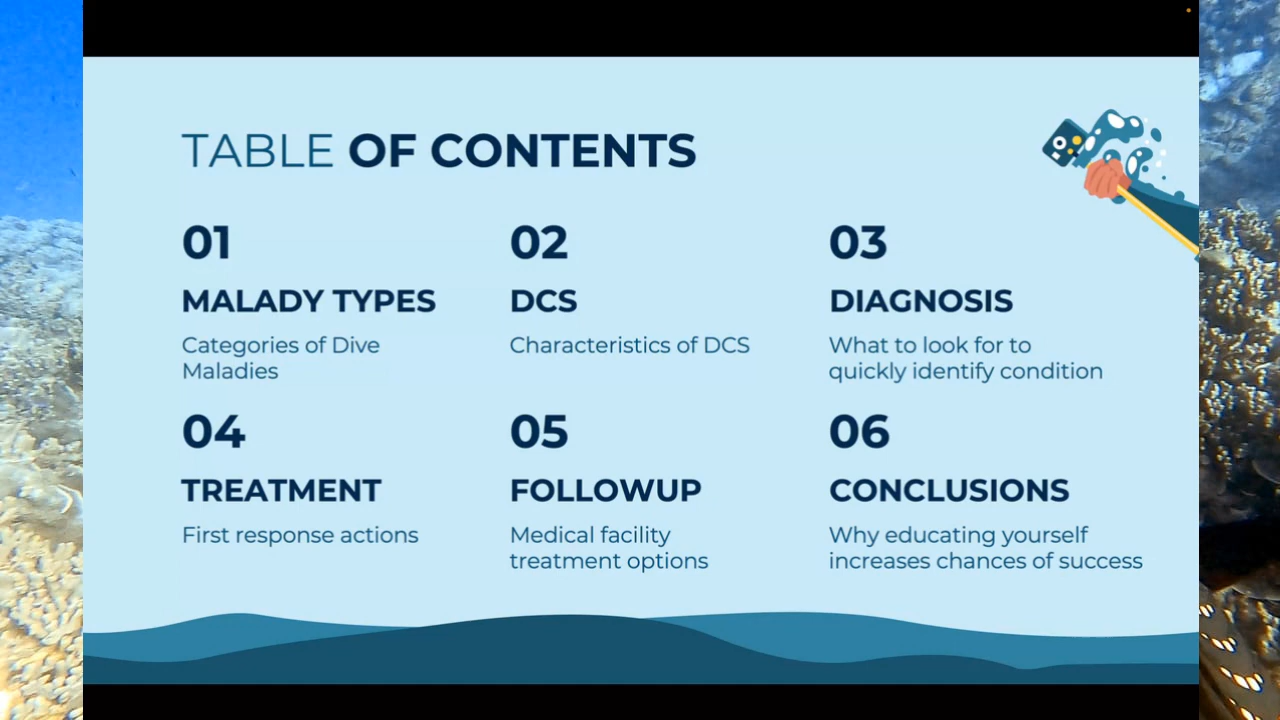 TABLE OF CONTENTS
01
MALADY TYPES
Categories of Dive
Maladies
02
DCS
Characteristics of DCS
03
DIAGNOSIS
What to look for to
quickly identify condition
04
TREATMENT
First response actions
05
FOLLOWUP
Medical facility
treatment options
06
CONCLUSIONS
Why educating yourself
increases chances of success